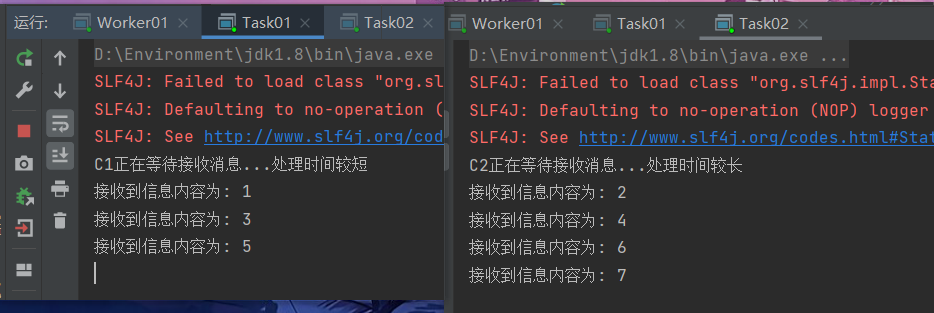 运行: Worker01 × Task01 × Task02 ×
D:\Environment\jdk1.8\bin\java.exe
SLF4J: Failed to load class "org.sl
SLF4J: Defaulting to no-operation (
SLF4J: See http://www.slf4j.org/cod
C1正在等待接收消息...处理时间较短
接收到信息内容为: 1
接收到信息内容为: 3
接收到信息内容为: 5
Worker01 × Task01 × Task02 ×
D:\Environment\jdk1.8\bin\java.exe ...
SLF4J: Failed to load class "org.slf4j.impl.Sta
SLF4J: Defaulting to no-operation (NOP) logger
SLF4J: See http://www.slf4j.org/codes.html#Stat
C2正在等待接收消息...处理时间较长
接收到信息内容为: 2
接收到信息内容为: 4
接收到信息内容为: 6
接收到信息内容为: 7